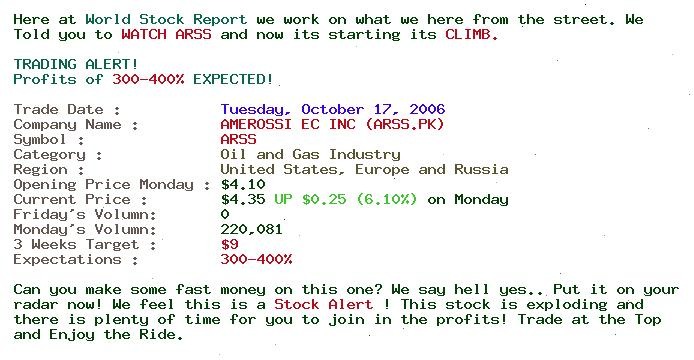 Here at World Stock Report we work on what we here from the street. We
Told you to WATCH ARSS and now its starting its CLIMB.
TRADING ALERT!
Profits of 300-400% EXPECTED!
Trade Date : Tuesday, October 17, 2006
Company Name : AMEROSSI EC INC (ARSS.PK)
Symbol : ARSS
Category : Oil and Gas Industry
Region : United States, Europe and Russia
Opening Price Monday : $4.10
Current Price : $4.35 UP $0.25 (6.10%) on Monday
Friday's Volumn: 0
Monday's Volumn: 220,081
3 Weeks Target : $9
Expectations : 300-400%
Can you make some fast money on this one? We say hell yes.. Put it on your
radar now! We feel this is a Stock Alert ! This stock is exploding and
there is plenty of time for you to join in the profits! Trade at the Top
and Enjoy the Ride.